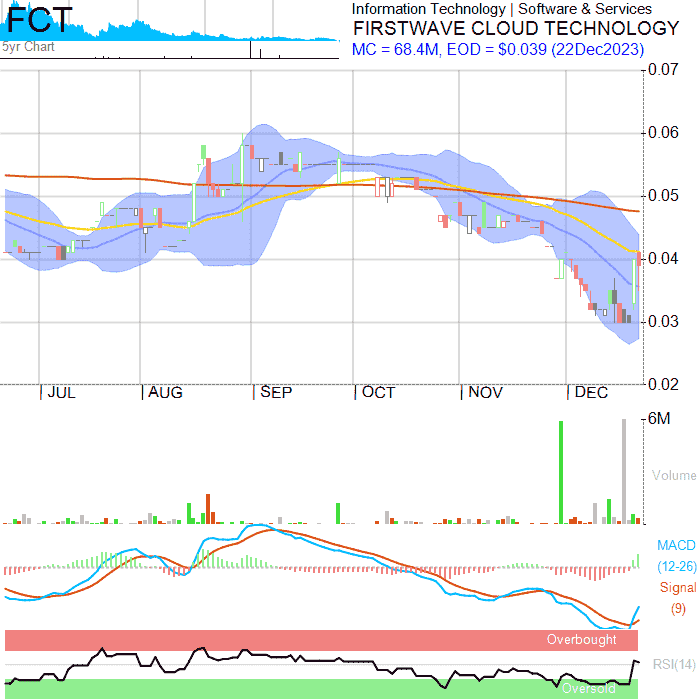 FCT
5yr Chart
Information Technology | Software & Services
FIRSTWAVE CLOUD TECHNOLOGY
MC = 68.4M, EOD = $0.039 (22Dec2023)
0.07
0.06
0.05
0.04
0.03
0.02
JUL AUG SEP OCT NOV DEC
6M
Volume
MACD
(12-26)
Signal
(9)
Overbought
RSI(14)
Oversold